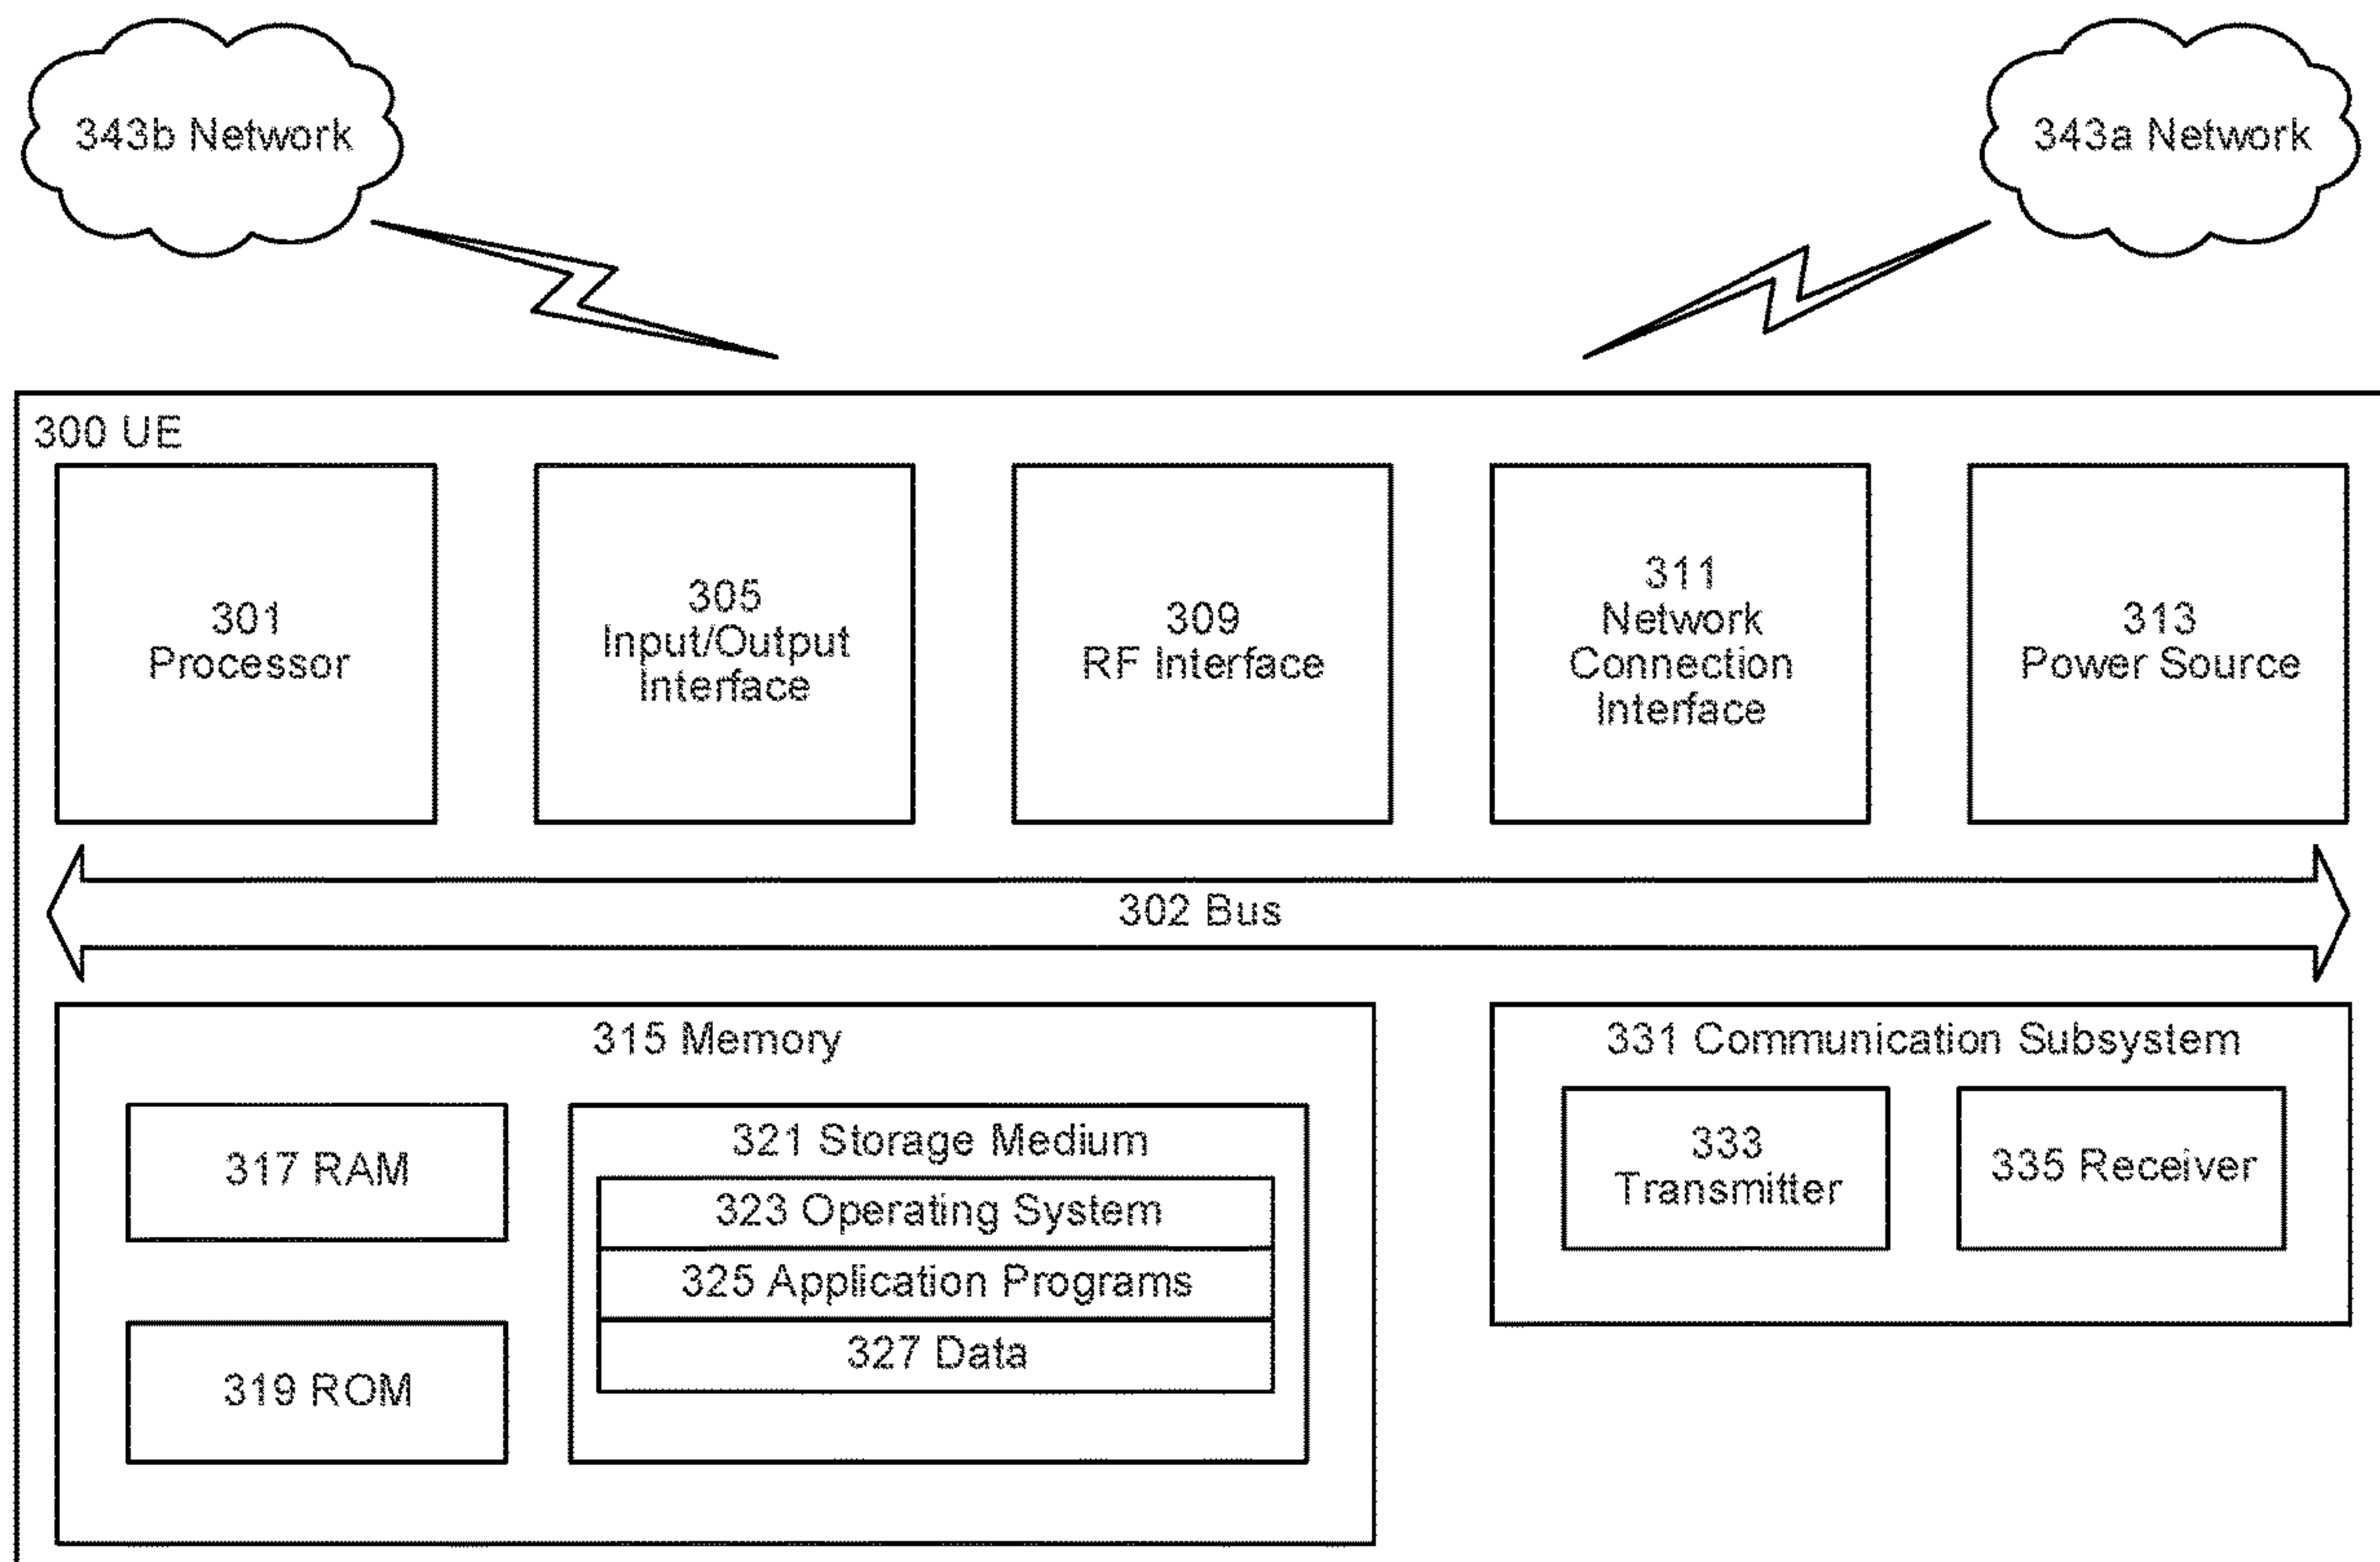 343b Network
343a Network
300 UE
301
Processor
305
Input/Output
Interface
309
RF Interface
311
Network
Connection
Interface
313
Power Source
302 Bus
315 Memory
317 RAM
319 ROM
321 Storage Medium
323 Operating System
325 Application Programs
327 Data
331 Communication Subsystem
333
Transmitter
335 Receiver